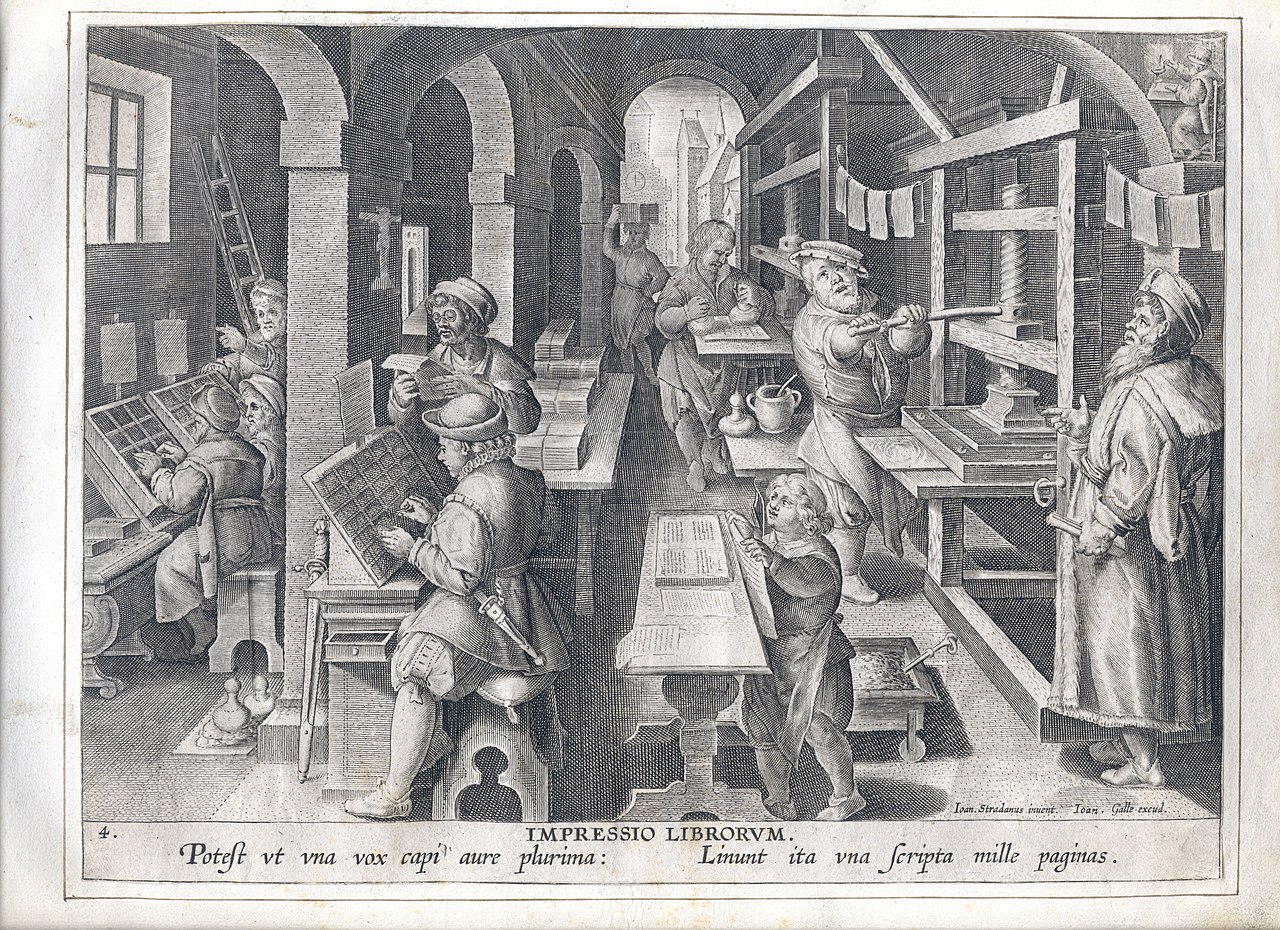 Ioan. Stradanus invent. Ioan. Galle excud.
4.
IMPRESSIO LIBRORVM.
Poteſt vt vna vox capi aure plurima: Linunt ita vna ſcripta mille paginas.